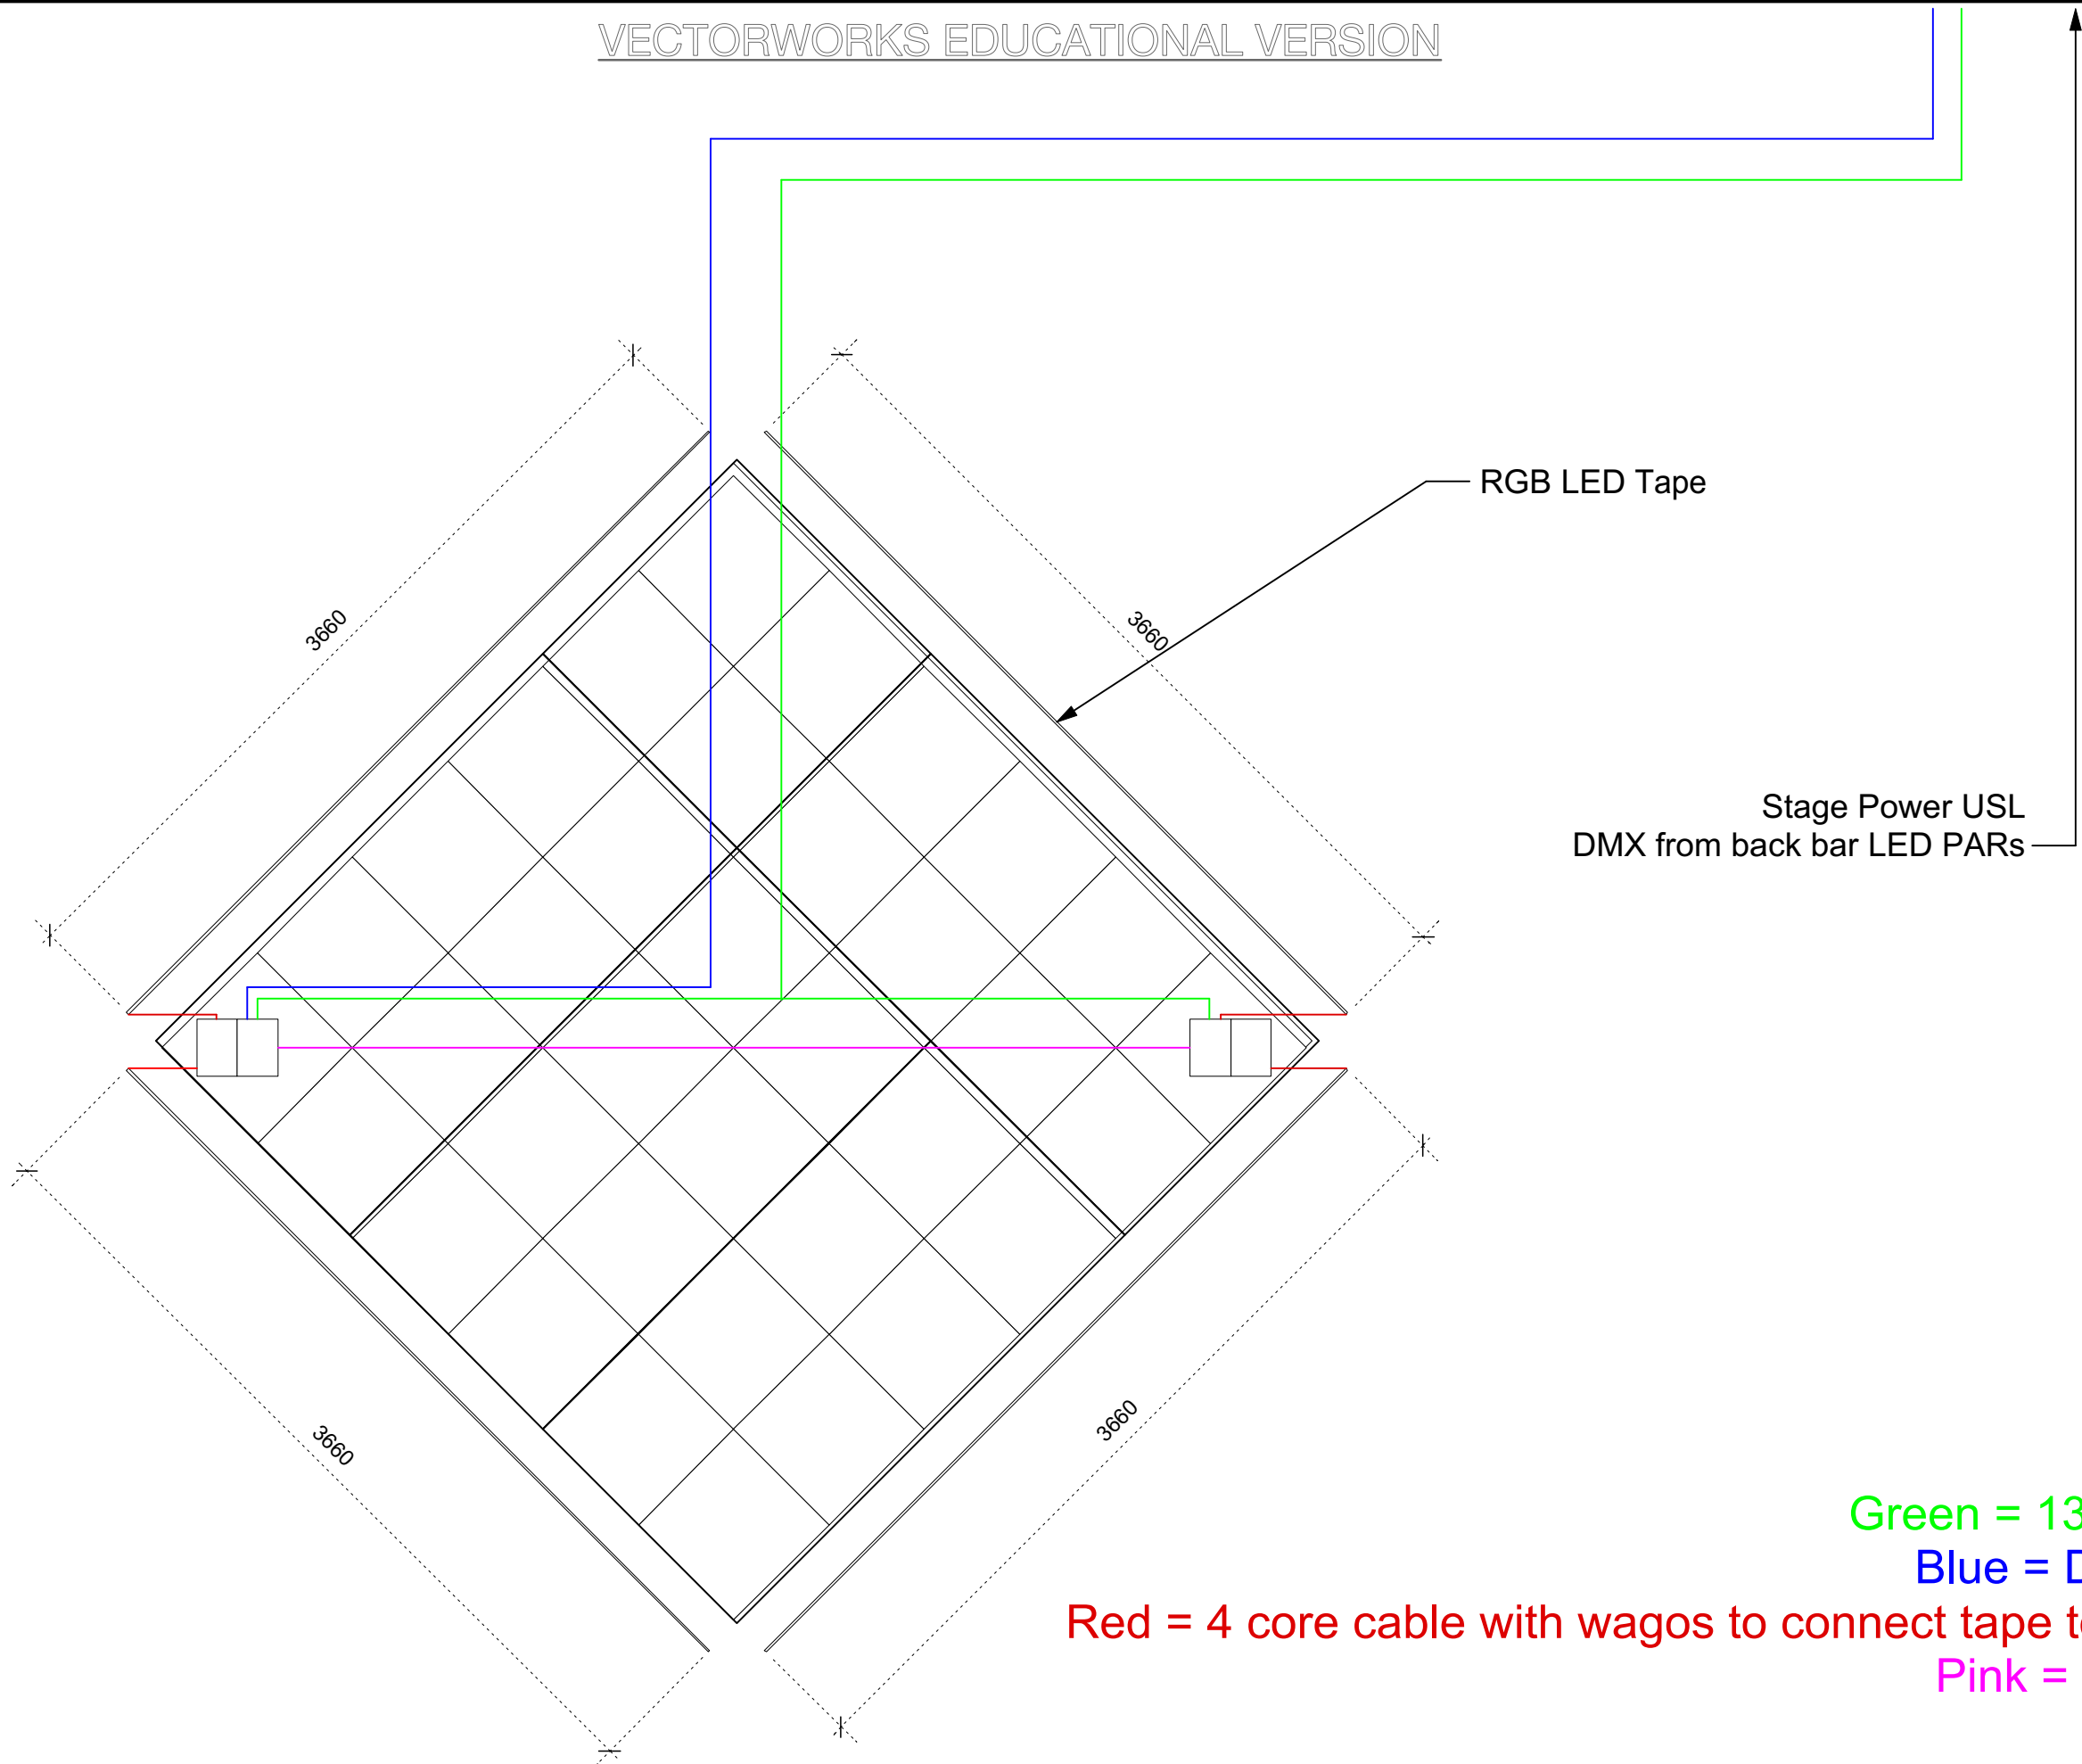 VECTORWORKS EDUCATIONAL VERSION
RGB LED Tape
3660
3660
Stage Power USL
DMX from back bar LED PARs
3660
3660
Green = 13
Blue =
Red = 4 core cable with wagos to connect tape
Pink =